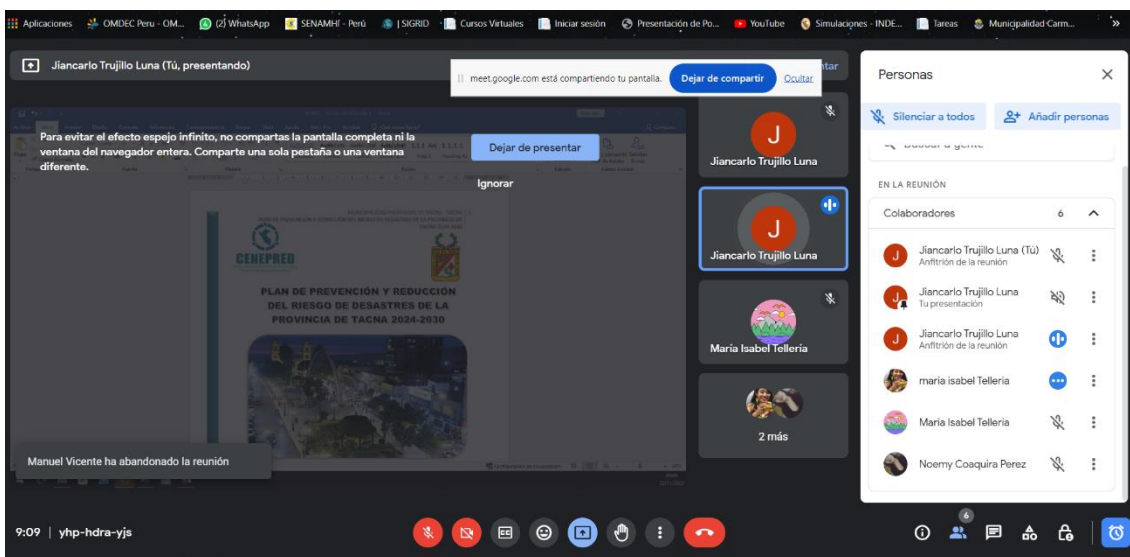 Aplicaciones OMDEC Peru - OM... (2) WhatsApp SENAMHI - Perú | SIGRID Cursos Virtuales Iniciar sesión Presentación de Po... YouTube Simulaciones - INDE... Tareas Municipalidad Carm... »
Jiancarlo Trujillo Luna (Tú, presentando)
meet.google.com está compartiendo tu pantalla. Dejar de compartir Ocultar
Para evitar el efecto espejo infinito, no compartas la pantalla completa ni la
ventana del navegador entera. Comparte una sola pestaña o una ventana
diferente.
Dejar de presentar
Ignorar
CENEPRED
PLAN DE PREVENCIÓN Y REDUCCIÓN
DEL RIESGO DE DESASTRES DE LA
PROVINCIA DE TACNA 2024-2030
Manuel Vicente ha abandonado la reunión
J
Jiancarlo Trujillo Luna
J
Jiancarlo Trujillo Luna
María Isabel Telleria
2 más
Personas
Silenciar a todos Añadir personas
EN LA REUNIÓN
Colaboradores 6
J Jiancarlo Trujillo Luna (Tú)
Anfitrión de la reunión
J Jiancarlo Trujillo Luna
Tu presentación
J Jiancarlo Trujillo Luna
Anfitrión de la reunión
maria isabel Telleria
María Isabel Telleria
Noemy Coaquira Perez
9:09 | yhp-hdra-yjs
6